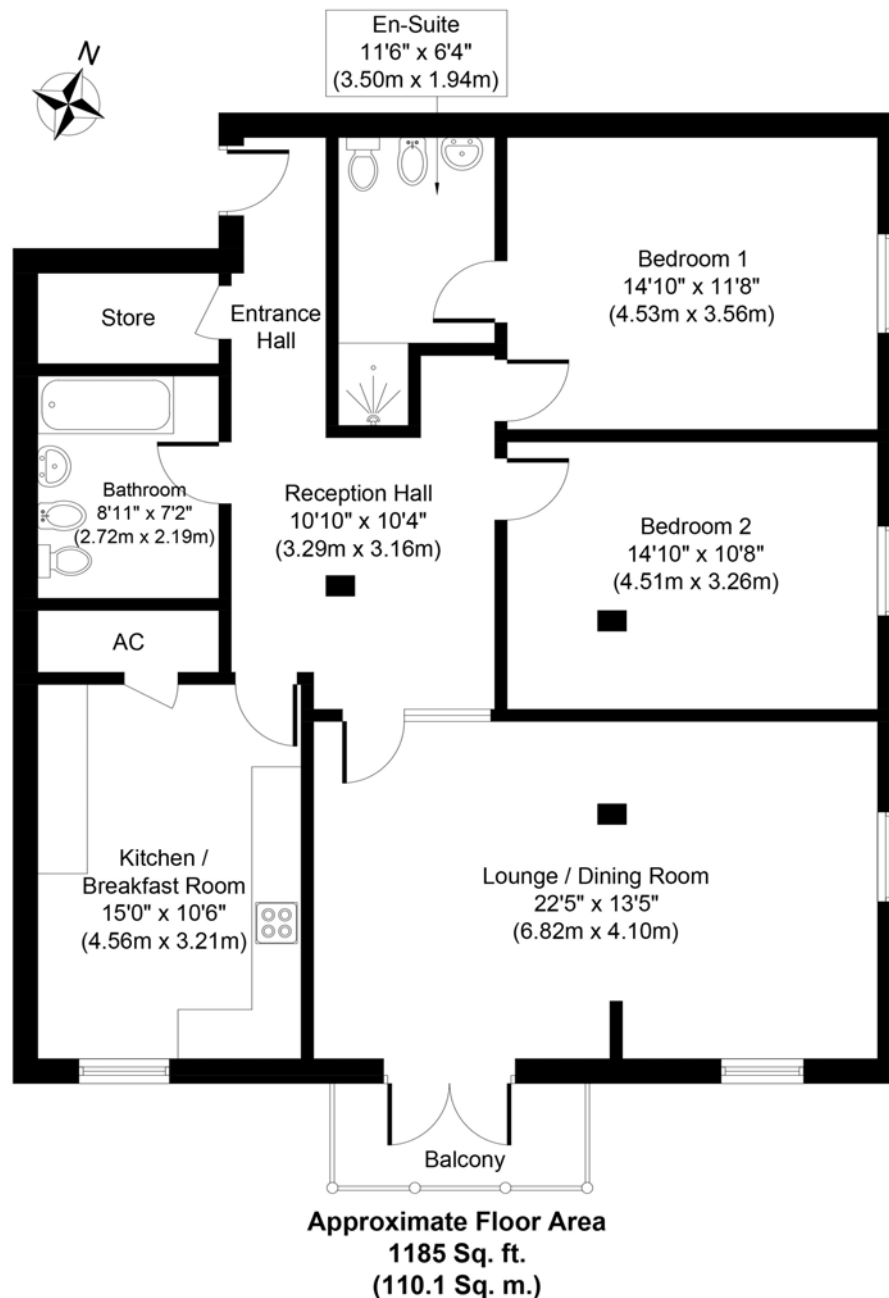 N
En-Suite
11'6" x 6'4"
(3.50m x 1.94m)
Bedroom 1
14'10" x 11'8"
(4.53m x 3.56m)
Store
Entrance
Hall
Bathroom
8'11" x 7'2"
(2.72m x 2.19m)
Reception Hall
10'10" x 10'4"
(3.29m x 3.16m)
Bedroom 2
14'10" x 10'8"
(4.51m x 3.26m)
AC
Kitchen /
Breakfast Room
15'0" x 10'6"
(4.56m x 3.21m)
Lounge / Dining Room
22'5" x 13'5"
(6.82m x 4.10m)
Balcony
Approximate Floor Area
1185 Sq. ft.
(110.1 Sq. m.)